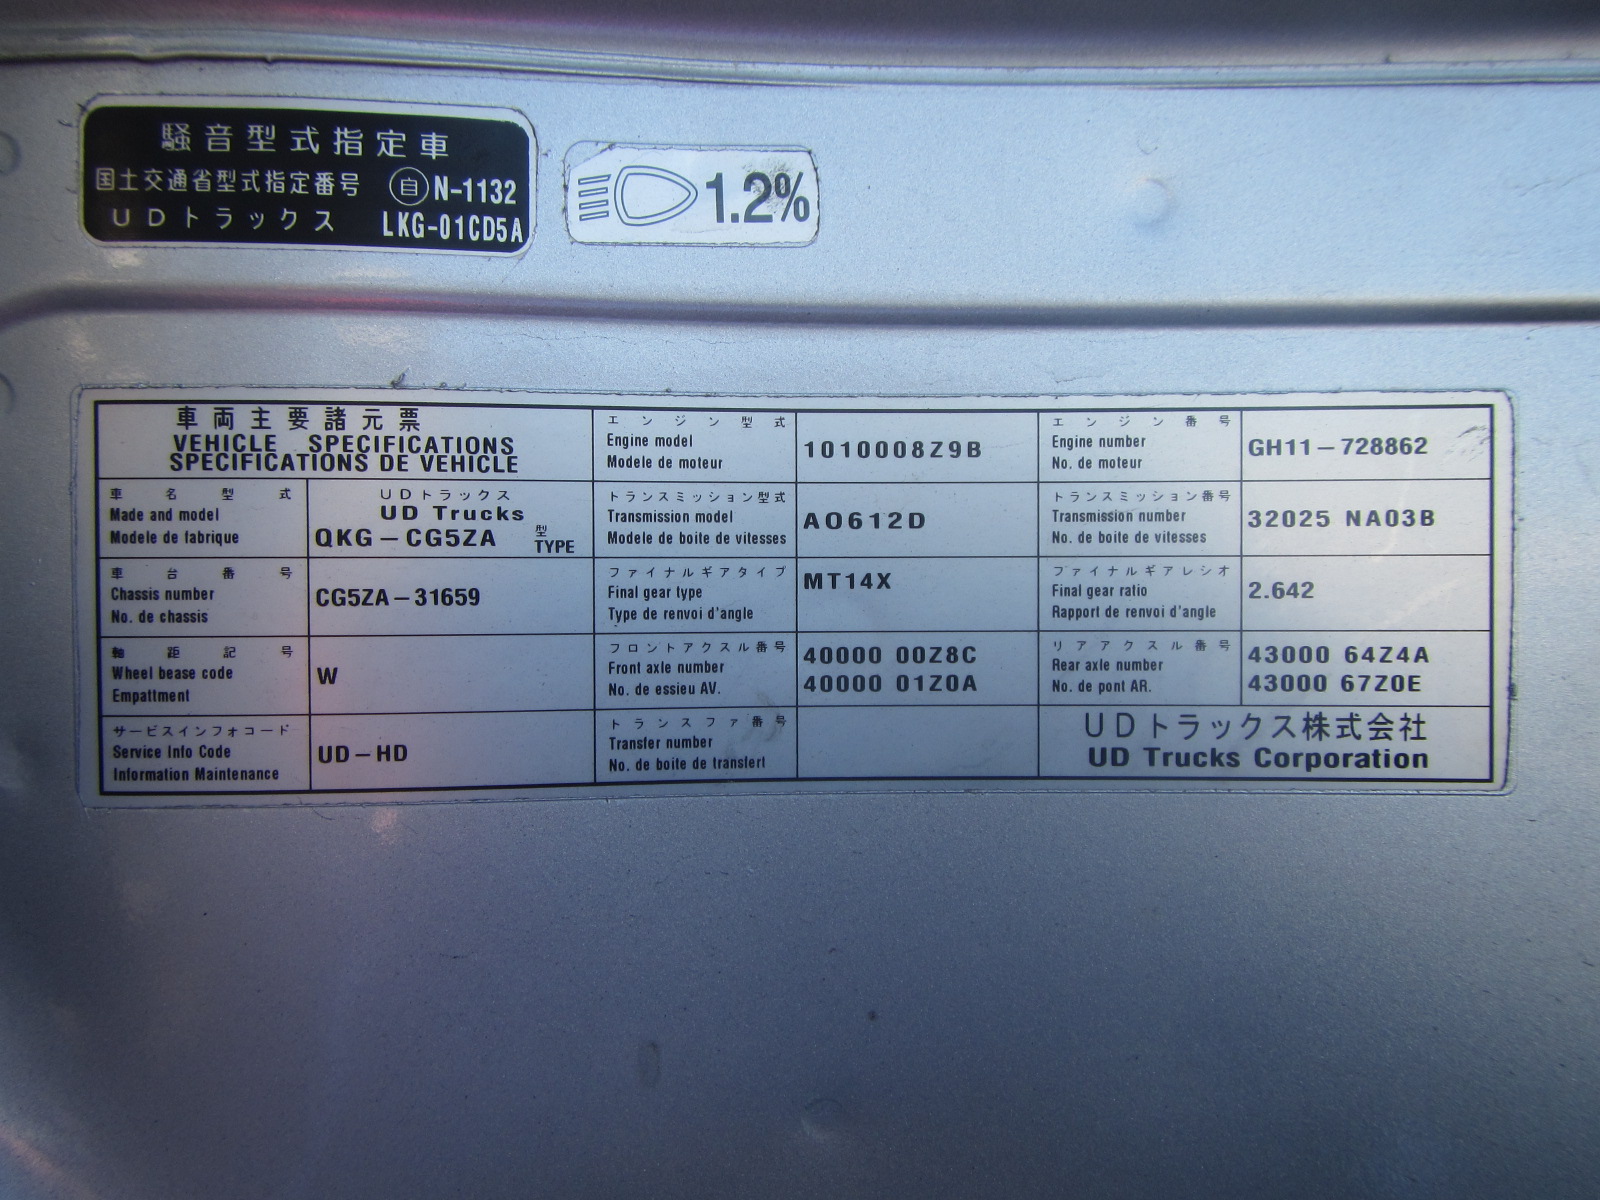 騒音型式指定車
国土交通省型式指定番号 自 N-1132
UDトラックス LKG-01CD5A
1.2%
車両主要諸元票
VEHICLE SPECIFICATIONS
SPECIFICATIONS DE VEHICLE
エンジン型式
Engine model
Modele de moteur
1010008Z9B
エンジン番号
Engine number
No. de moteur
GH11-728862
車名型式
Made and model
Modele de fabrique
UDトラックス
UD Trucks
QKG-CG5ZA 型
TYPE
トランスミッション型式
Transmission model
Modele de boite de vitesses
AO612D
トランスミッション番号
Transmission number
No. de boite de vitesses
32025 NA03B
車台番号
Chassis number
No. de chassis
CG5ZA-31659
ファイナルギアタイプ
Final gear type
Type de renvoi d'angle
MT14X
ファイナルギアレシオ
Final gear ratio
Rapport de renvoi d'angle
2.642
軸距記号
Wheel bease code
Empattment
W
フロントアクスル番号
Front axle number
No. de essieu AV.
40000 00Z8C
40000 01Z0A
リアアクスル番号
Rear axle number
No. de pont AR.
43000 64Z4A
43000 67Z0E
サービスインフォコード
Service Info Code
Information Maintenance
UD-HD
トランスファ番号
Transfer number
No. de boite de transfert
UDトラックス株式会社
UD Trucks Corporation